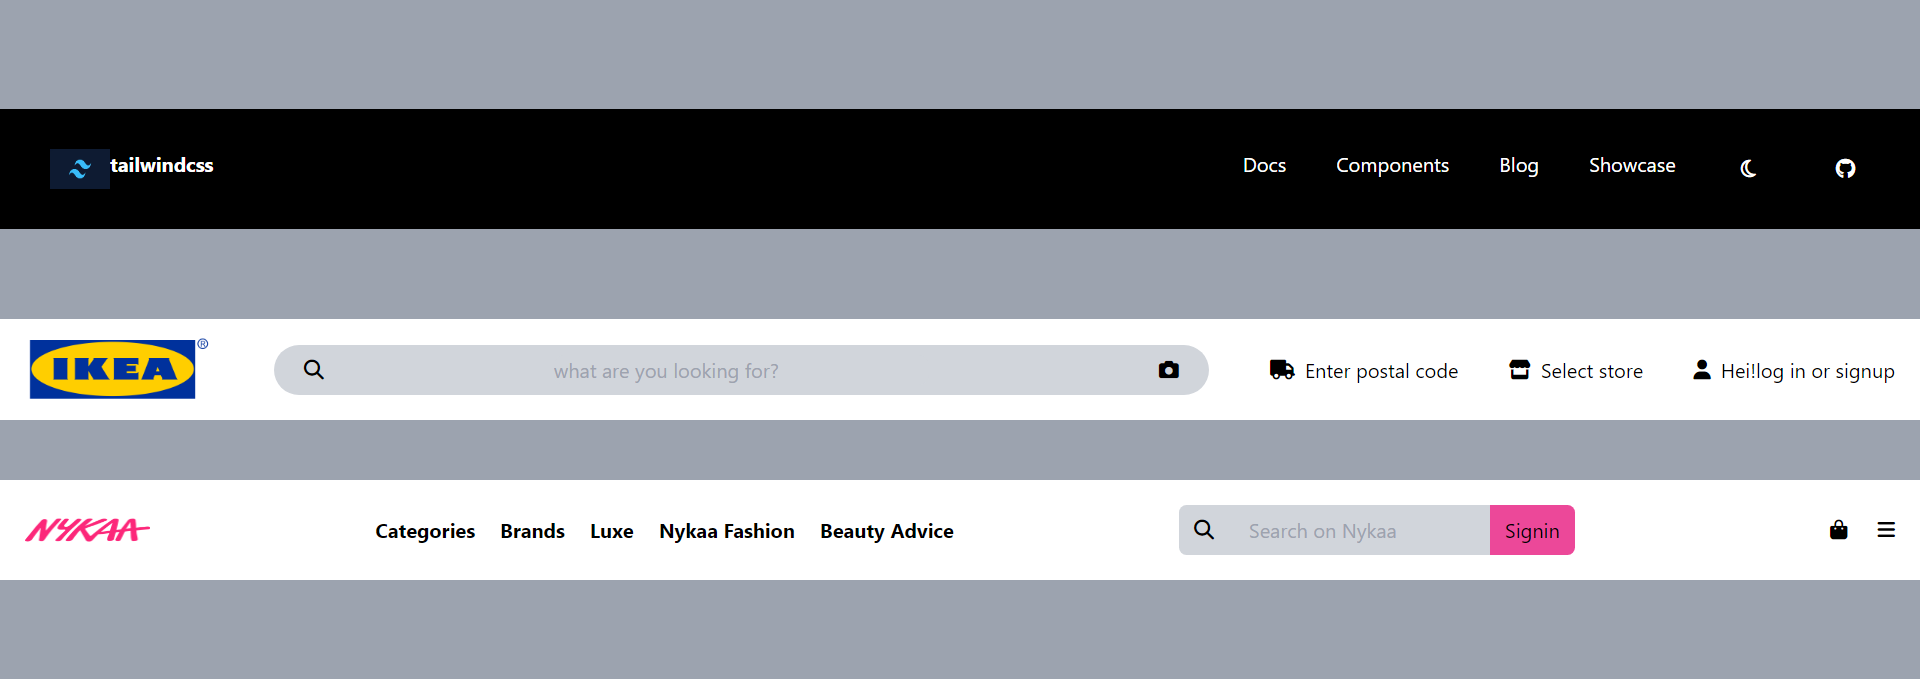 tailwindcss Docs Components Blog Showcase
IKEA ® what are you looking for? Enter postal code Select store Hei!log in or signup
NYKAA Categories Brands Luxe Nykaa Fashion Beauty Advice Search on Nykaa Signin